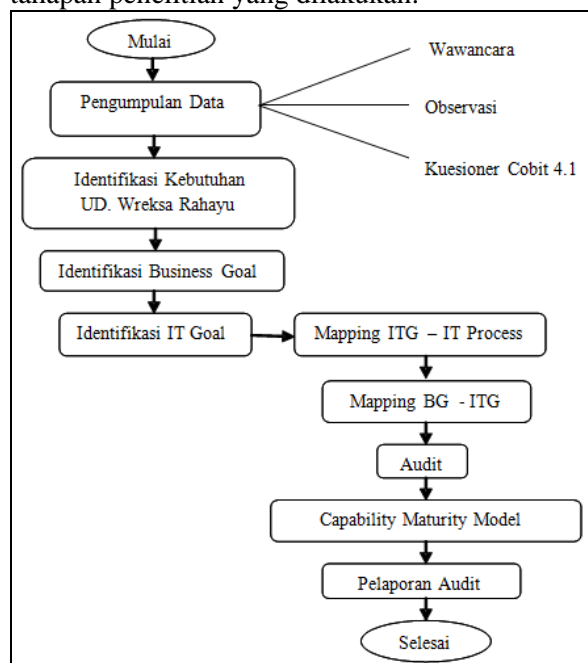 tahapan penelitian yang dilakukan.
Mulai
Pengumpulan Data
Wawancara
Observasi
Kuesioner Cobit 4.1
Identifikasi Kebutuhan
UD. Wreksa Rahayu
Identifikasi Business Goal
Identifikasi IT Goal
Mapping ITG – IT Process
Mapping BG - ITG
Audit
Capability Maturity Model
Pelaporan Audit
Selesai